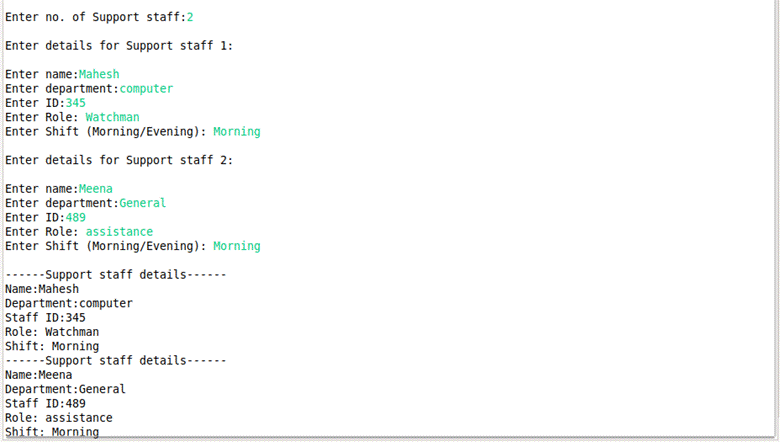 Enter no. of Support staff:2
Enter details for Support staff 1:
Enter name:Mahesh
Enter department:computer
Enter ID:345
Enter Role: Watchman
Enter Shift (Morning/Evening): Morning
Enter details for Support staff 2:
Enter name:Meena
Enter department:General
Enter ID:489
Enter Role: assistance
Enter Shift (Morning/Evening): Morning
------Support staff details------
Name:Mahesh
Department:computer
Staff ID:345
Role: Watchman
Shift: Morning
------Support staff details------
Name:Meena
Department:General
Staff ID:489
Role: assistance
Shift: Morning